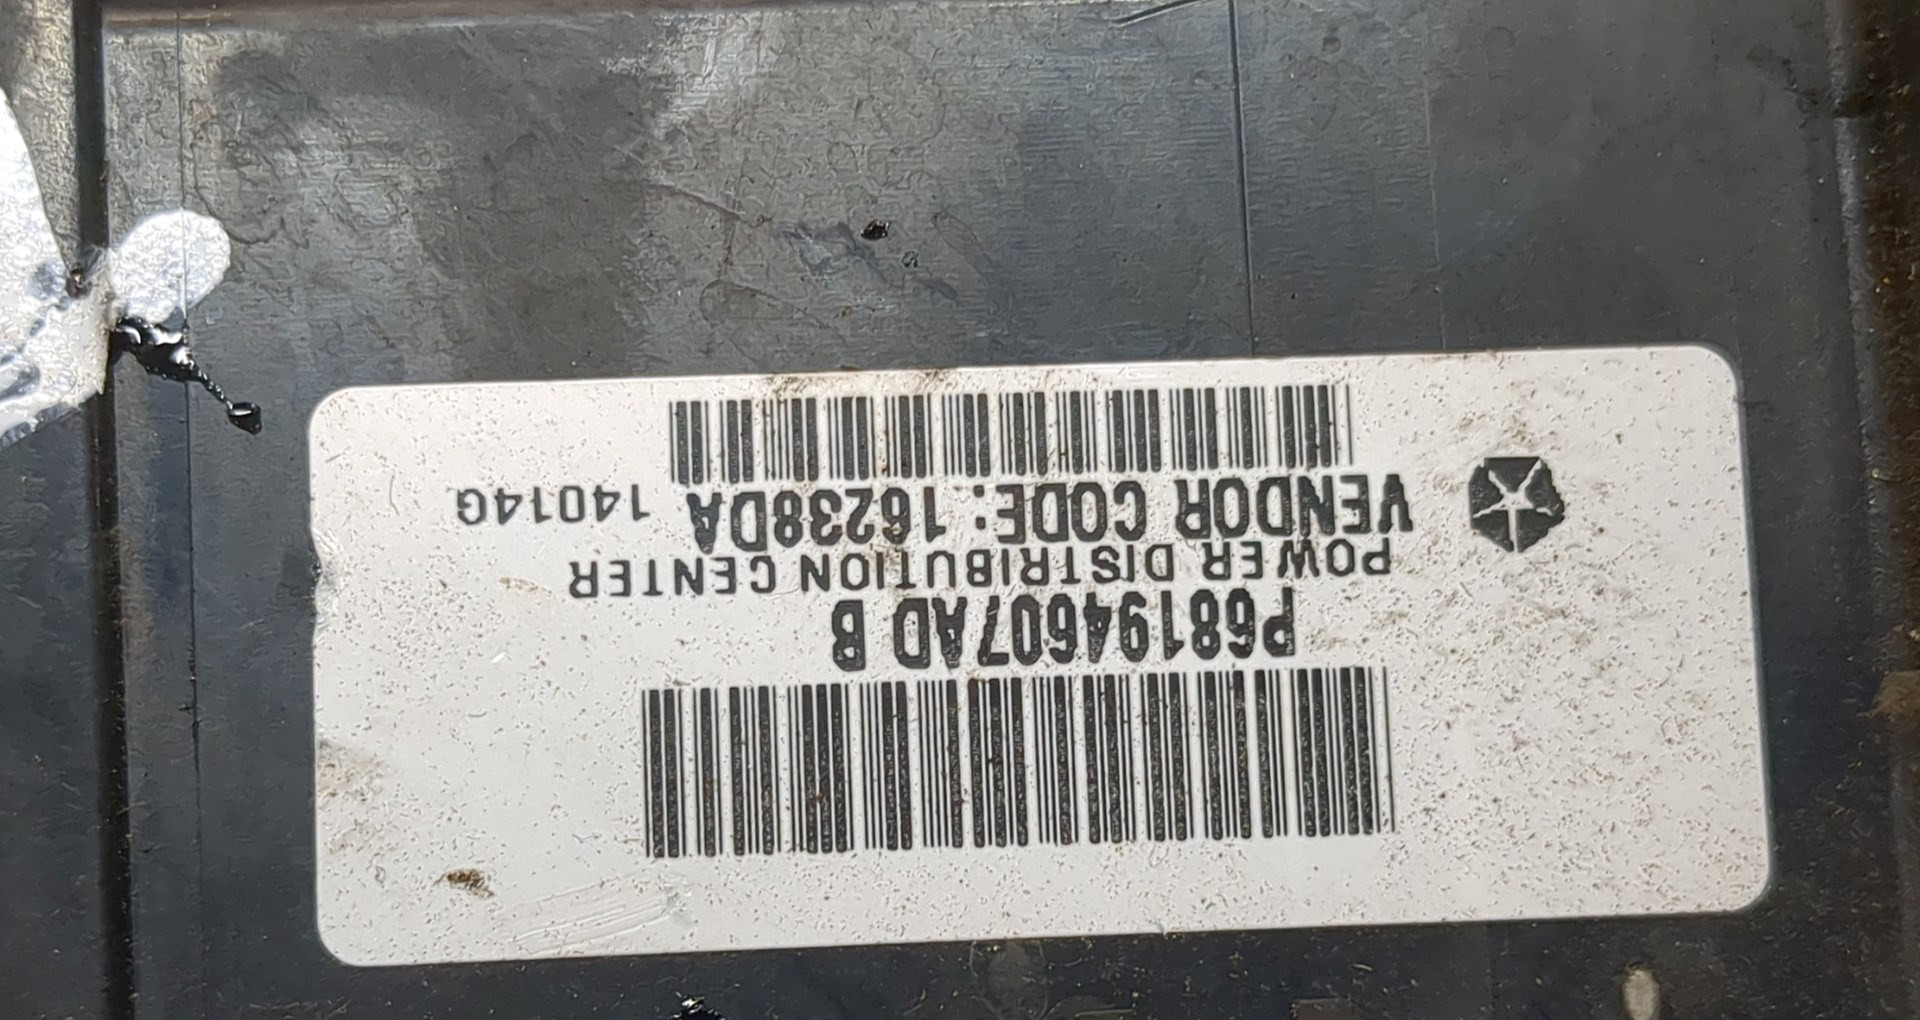 P68194607AD B
POWER DISTRIBUTION CENTER
VENDOR CODE: 16238DA 14014G